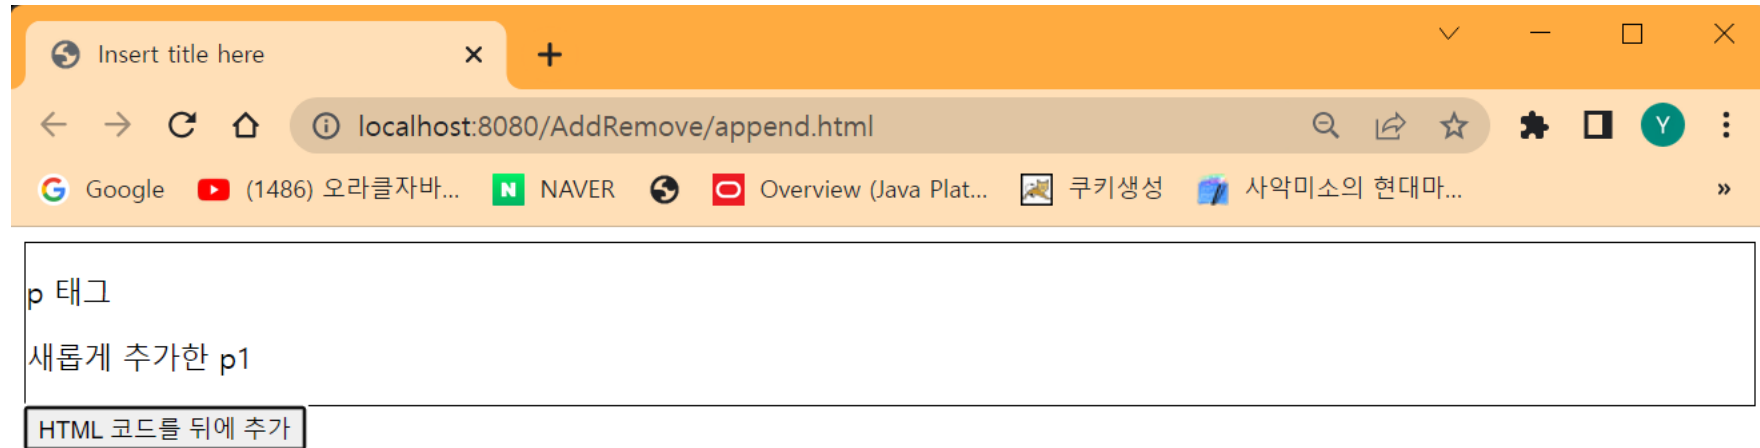 Insert title here
localhost:8080/AddRemove/append.html
Y
Google (1486) 오라클자바... N NAVER Overview (Java Plat... 쿠키생성 사악미소의 현대마... »
p 태그
새롭게 추가한 p1
HTML 코드를 뒤에 추가